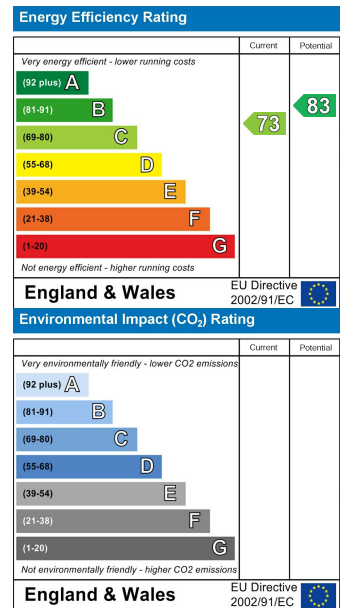 Energy Efficiency Rating
Current Potential
Very energy efficient - lower running costs
(92 plus) A
(81-91) B
(69-80) C
(55-68) D
(39-54) E
(21-38) F
(1-20) G
73
83
Not energy efficient - higher running costs
England & Wales
EU Directive
2002/91/EC
Environmental Impact (CO₂) Rating
Current Potential
Very environmentally friendly - lower CO2 emissions
(92 plus) A
(81-91) B
(69-80) C
(55-68) D
(39-54) E
(21-38) F
(1-20) G
Not environmentally friendly - higher CO2 emissions
England & Wales
EU Directive
2002/91/EC